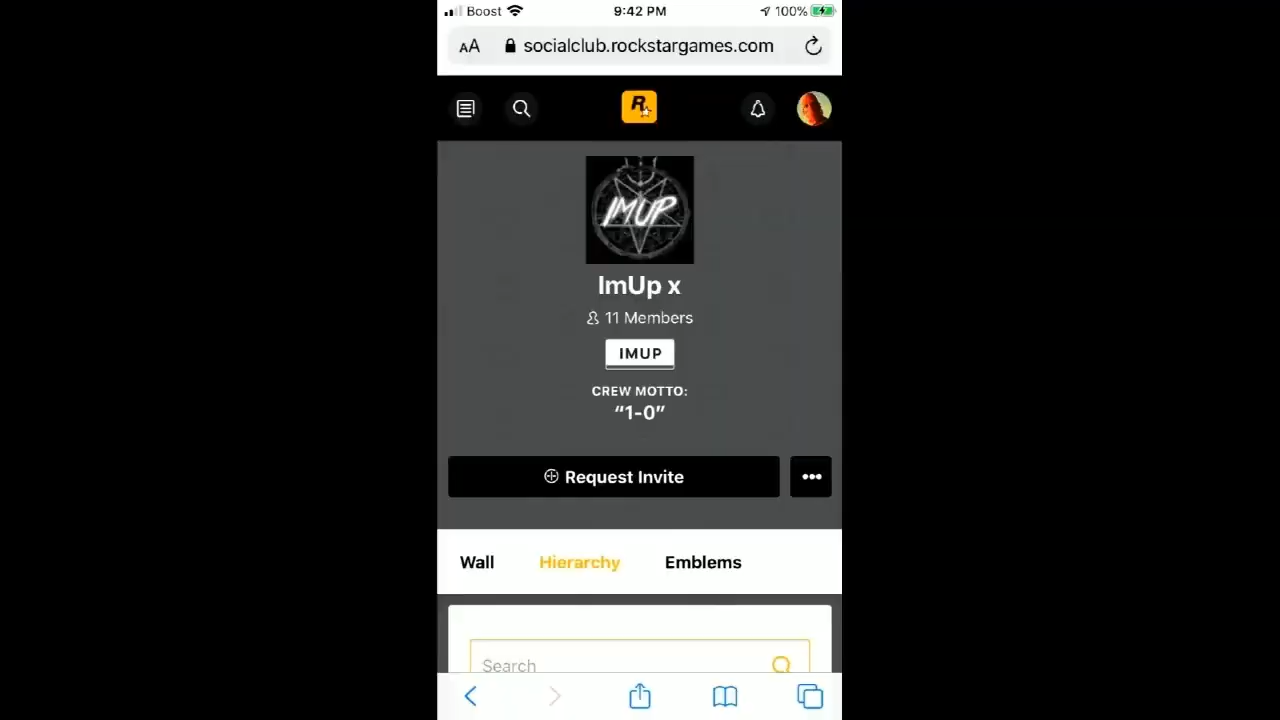 Boost 9:42 PM 100%
AA socialclub.rockstargames.com
R
IMUP
ImUp x
11 Members
IMUP
CREW MOTTO:
“1-0”
Request Invite
Wall Hierarchy Emblems
Search